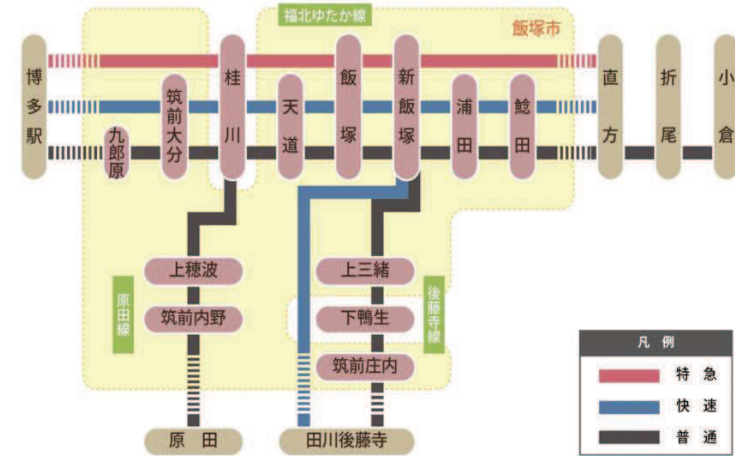 福北ゆたか線
飯塚市
博多駅
九郎原
筑前大分
桂川
天道
飯塚
新飯塚
浦田
鯰田
直方
折尾
小倉
上穂波
筑前内野
原田線
原田
上三緒
下鴨生
筑前庄内
後藤寺線
田川後藤寺
凡例
特急
快速
普通